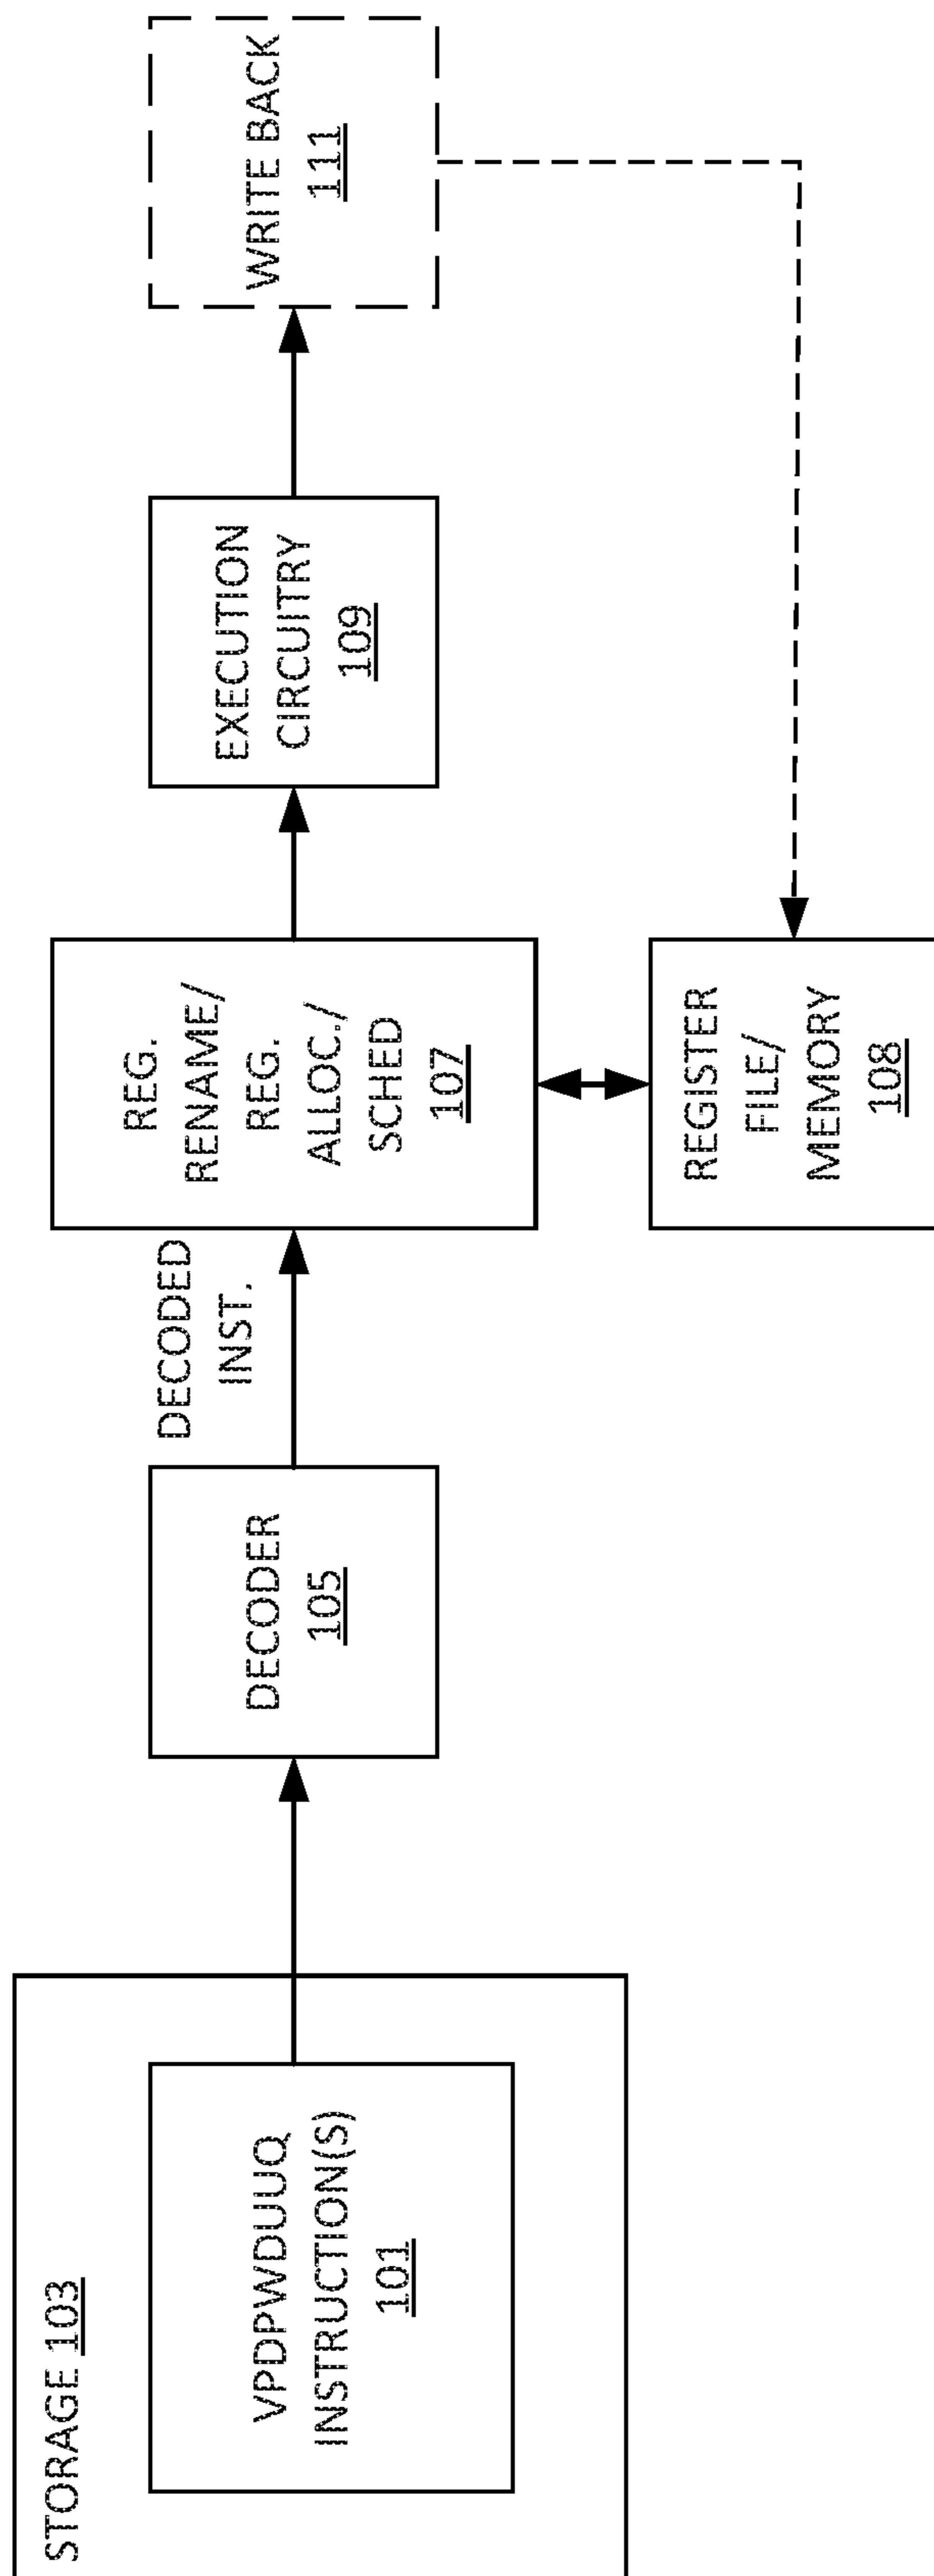 STORAGE 103
VPDPWDUUQ
INSTRUCTION(S)
101
DECODER
105
DECODED
INST.
REG.
RENAME/
REG.
ALLOC./
SCHED
107
REGISTER
FILE/
MEMORY
108
EXECUTION
CIRCUITRY
109
WRITE BACK
111